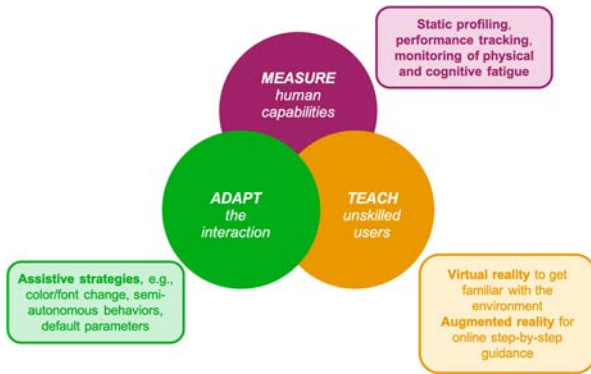 Static profiling,
performance tracking,
monitoring of physical
and cognitive fatigue
MEASURE
human
capabilities
ADAPT
the
interaction
TEACH
unskilled
users
Assistive strategies, e.g.,
color/font change, semi-
autonomous behaviors,
default parameters
Virtual reality to get
familiar with the
environment
Augmented reality for
online step-by-step
guidance